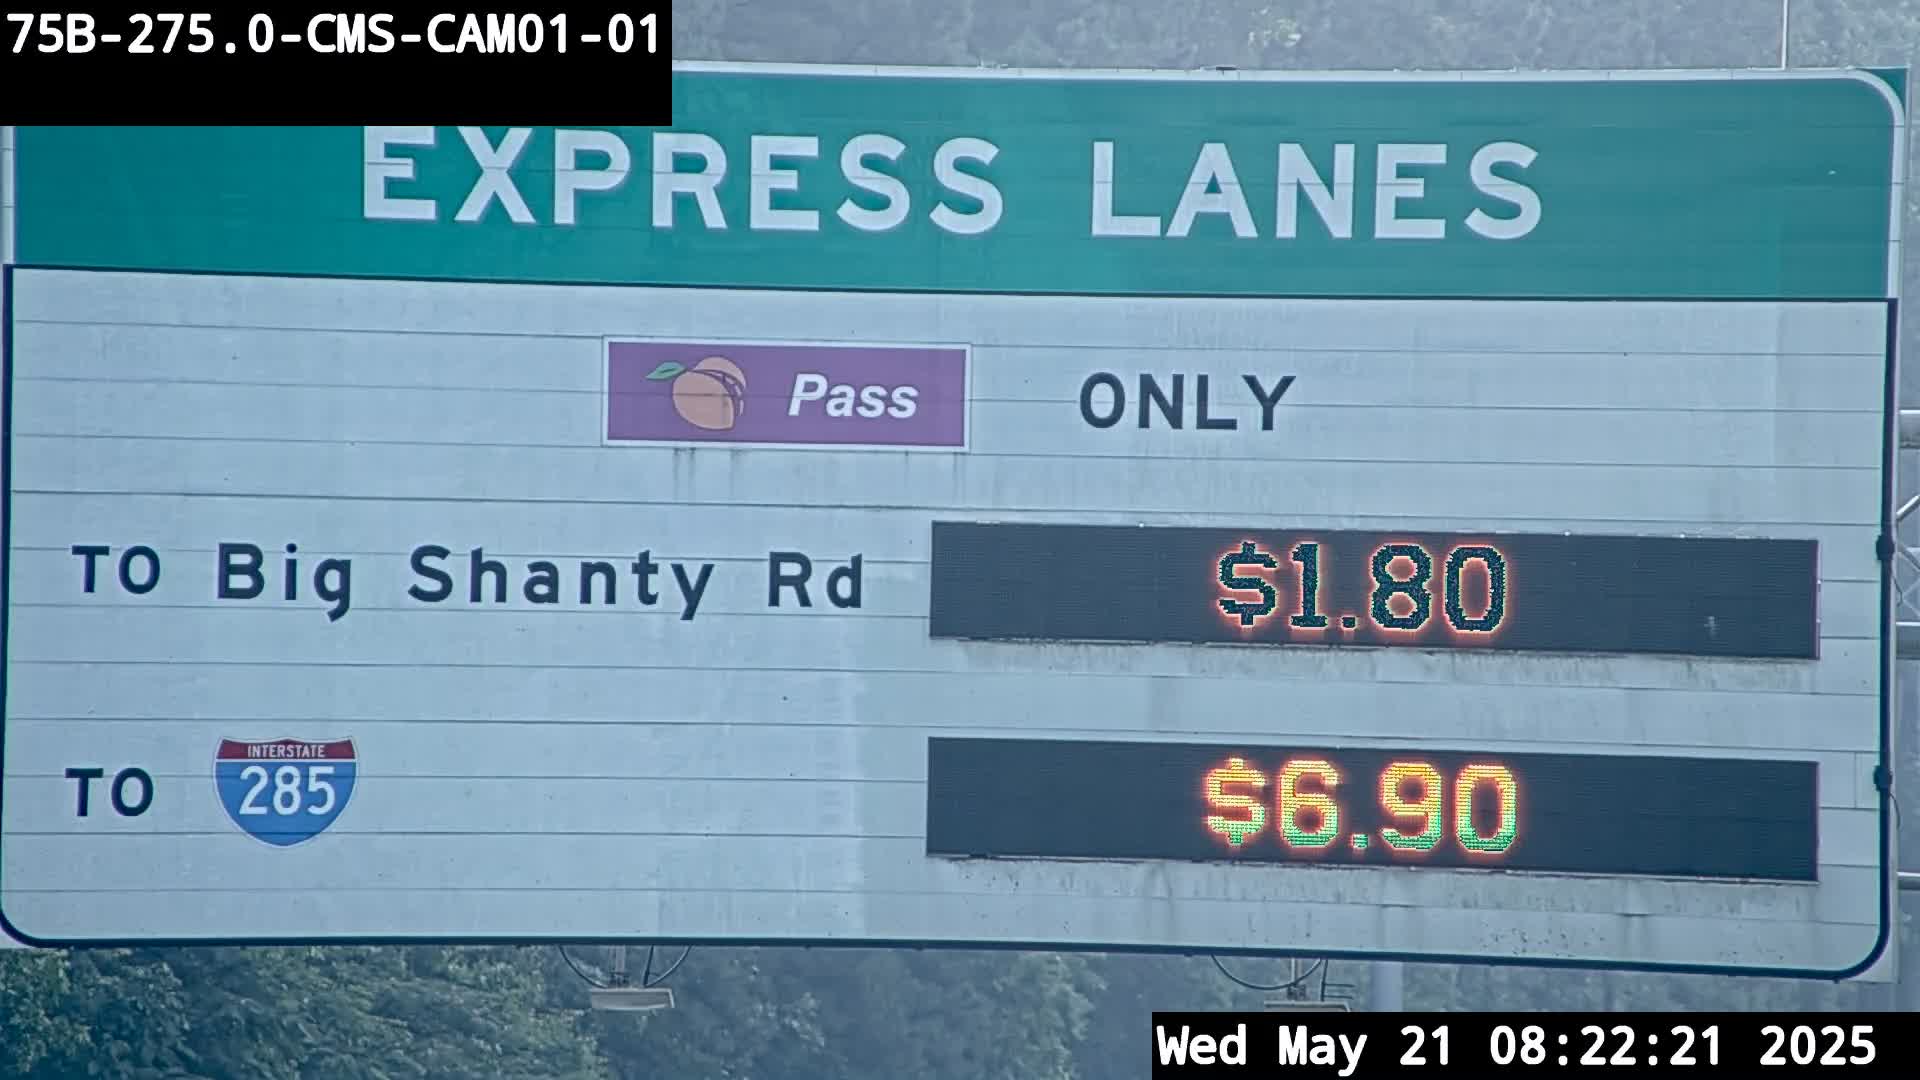 75B-275.0-CMS-CAM01-01
EXPRESS LANES
Pass ONLY
TO Big Shanty Rd $1.80
TO INTERSTATE 285 $6.90
Wed May 21 08:22:21 2025